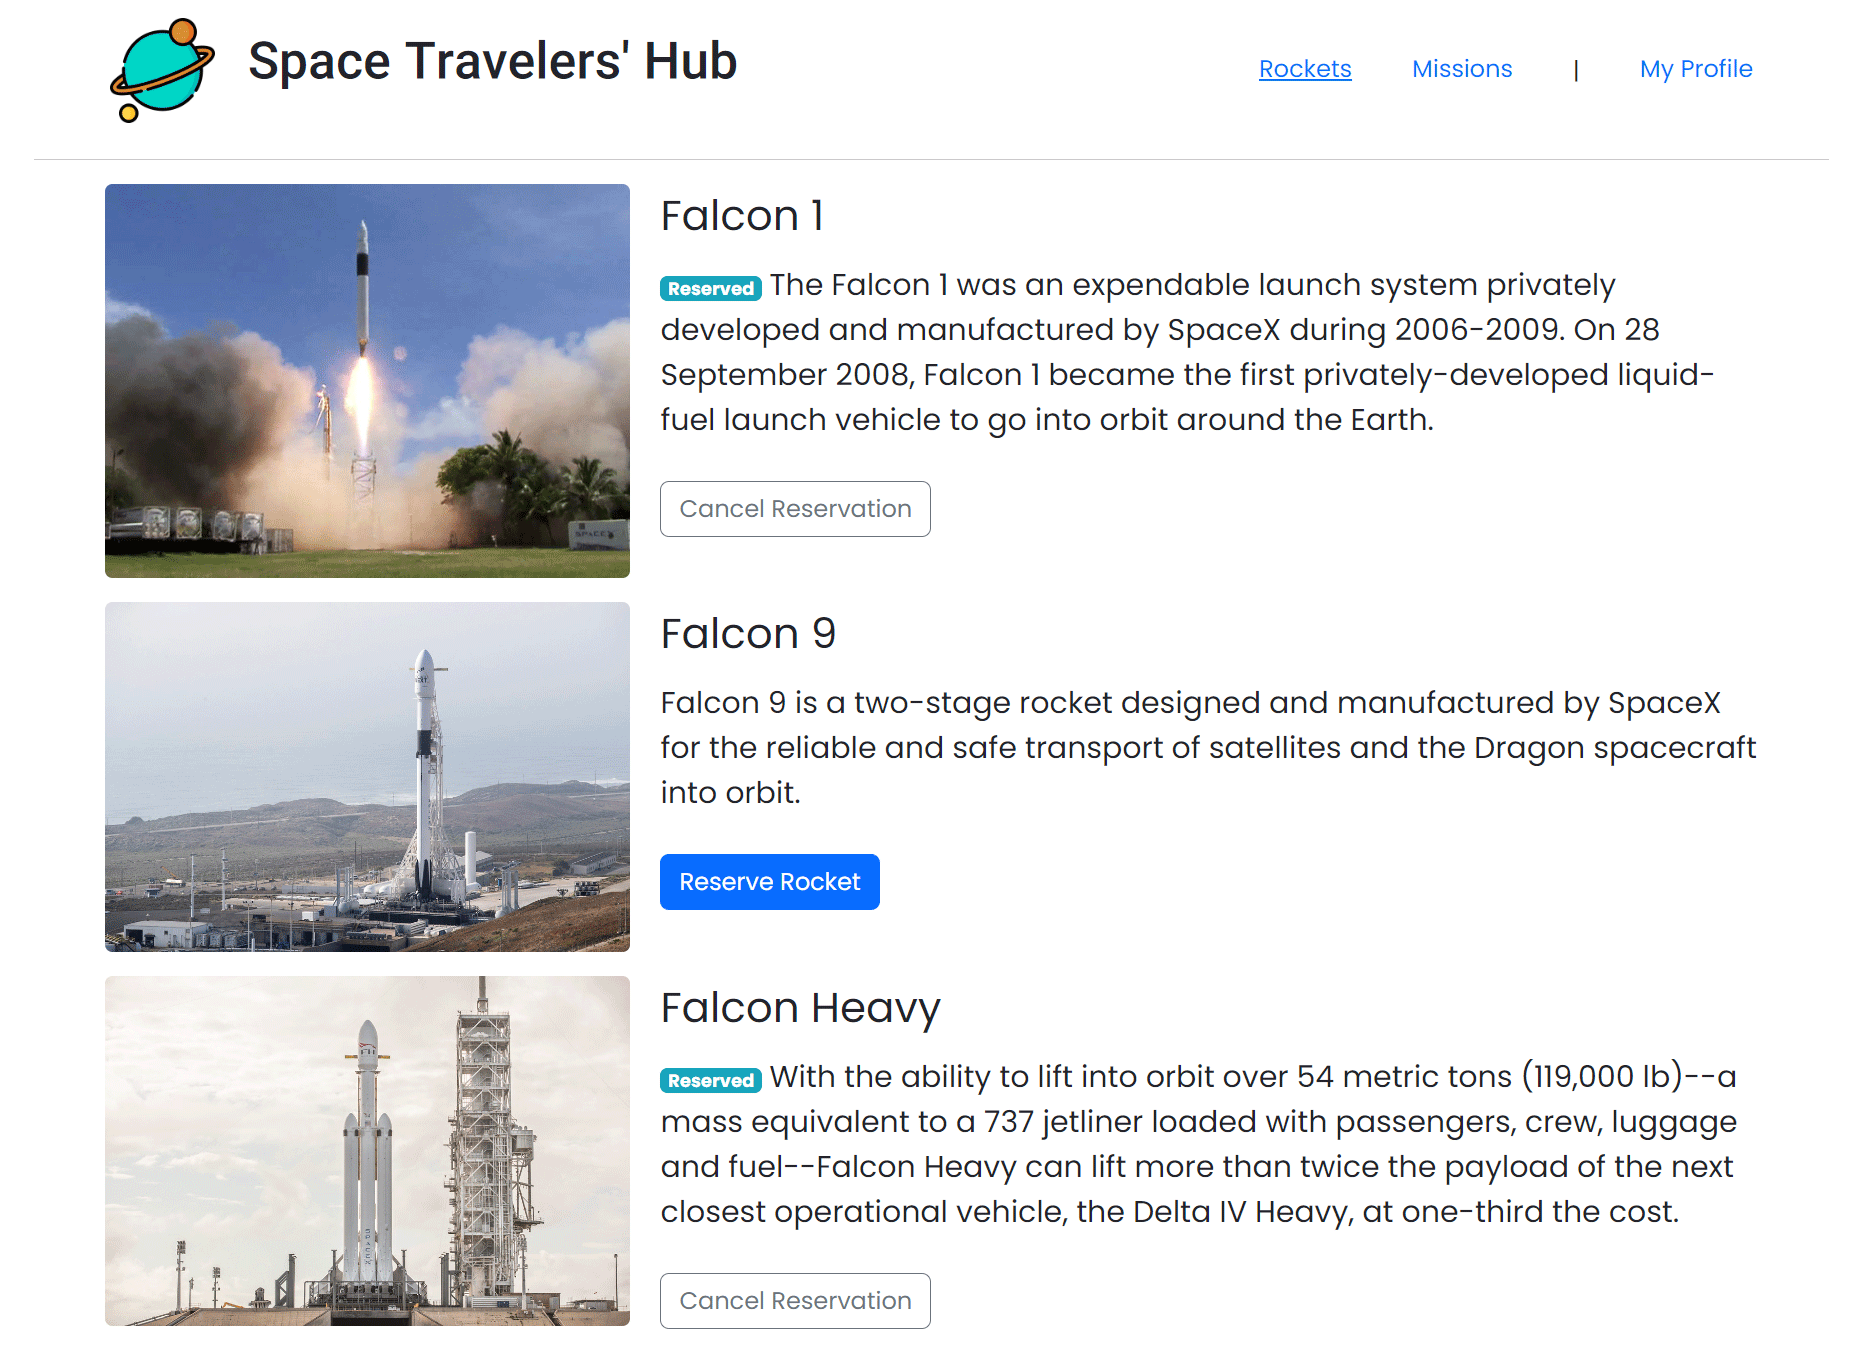 Space Travelers' Hub
Rockets Missions | My Profile
Falcon 1
Reserved The Falcon 1 was an expendable launch system privately
developed and manufactured by SpaceX during 2006-2009. On 28
September 2008, Falcon 1 became the first privately-developed liquid-
fuel launch vehicle to go into orbit around the Earth.
Cancel Reservation
SPACEX
Falcon 9
Falcon 9 is a two-stage rocket designed and manufactured by SpaceX
for the reliable and safe transport of satellites and the Dragon spacecraft
into orbit.
Reserve Rocket
Falcon Heavy
Reserved With the ability to lift into orbit over 54 metric tons (119,000 lb)--a
mass equivalent to a 737 jetliner loaded with passengers, crew, luggage
and fuel--Falcon Heavy can lift more than twice the payload of the next
closest operational vehicle, the Delta IV Heavy, at one-third the cost.
Cancel Reservation